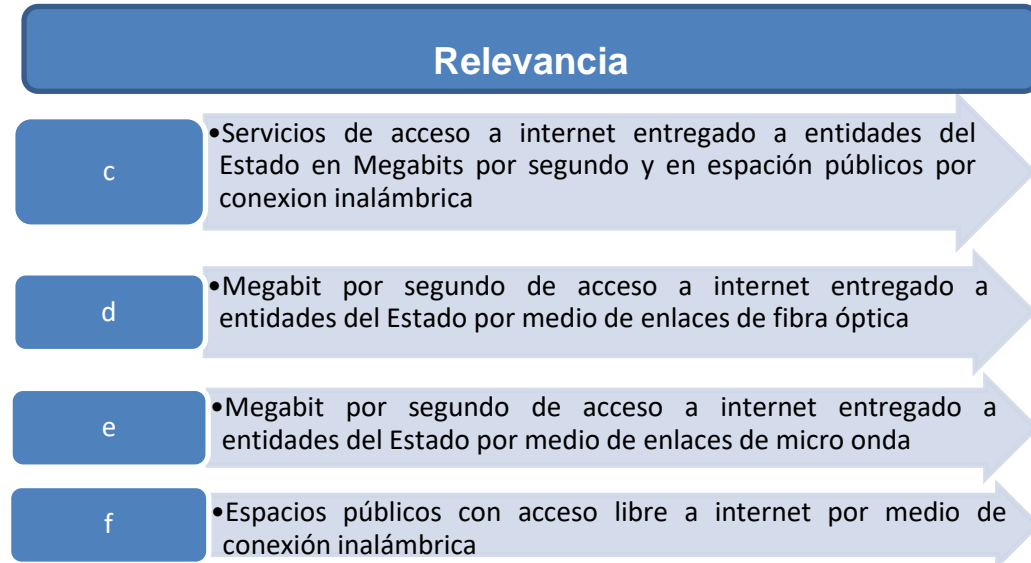 Relevancia
c
•Servicios de acceso a internet entregado a entidades del
Estado en Megabits por segundo y en espación públicos por
conexion inalámbrica
d
•Megabit por segundo de acceso a internet entregado a
entidades del Estado por medio de enlaces de fibra óptica
e
•Megabit por segundo de acceso a internet entregado a
entidades del Estado por medio de enlaces de micro onda
f
•Espacios públicos con acceso libre a internet por medio de
conexión inalámbrica